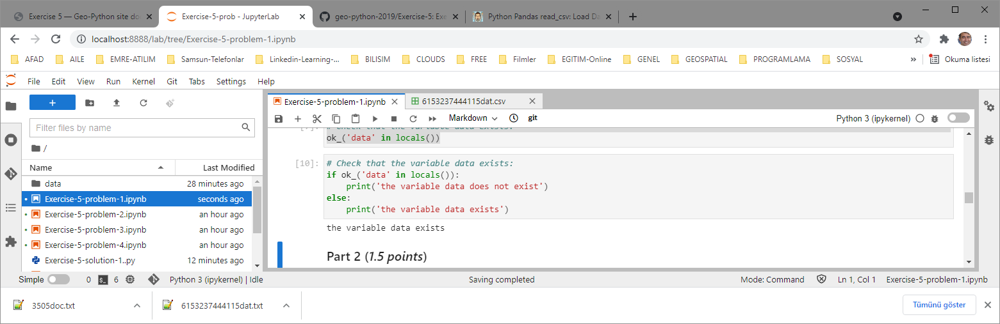 Exercise 5 — Geo-Python site do
Exercise-5-prob - JupyterLab
geo-python-2019/Exercise-5: Exe
Python Pandas read_csv: Load Da
localhost:8888/lab/tree/Exercise-5-problem-1.ipynb
AFAD AILE EMRE-ATILIM Samsun-Telefonlar Linkedin-Learning-... BILISIM CLOUDS FREE Filmler EGITIM-Online GENEL GEOSPATIAL PROGRAMLAMA SOSYAL » Okuma listesi
File Edit View Run Kernel Git Tabs Settings Help
Filter files by name
/
Name Last Modified
data 28 minutes ago
Exercise-5-problem-1.ipynb seconds ago
Exercise-5-problem-2.ipynb an hour ago
Exercise-5-problem-3.ipynb an hour ago
Exercise-5-problem-4.ipynb an hour ago
Exercise-5-solution-1..py 12 minutes ago
Exercise-5-problem-1.ipynb 6153237444115dat.csv
Markdown git Python 3 (ipykernel)
[7]: # Check that the variable data exists:
ok_('data' in locals())
[10]: # Check that the variable data exists:
if ok_('data' in locals()):
print('the variable data does not exist')
else:
print('the variable data exists')
the variable data exists
Part 2 (1.5 points)
Simple 0 6 Python 3 (ipykernel) | Idle Saving completed Mode: Command Ln 1, Col 1 Exercise-5-problem-1.ipynb
3505doc.txt 6153237444115dat.txt Tümünü göster